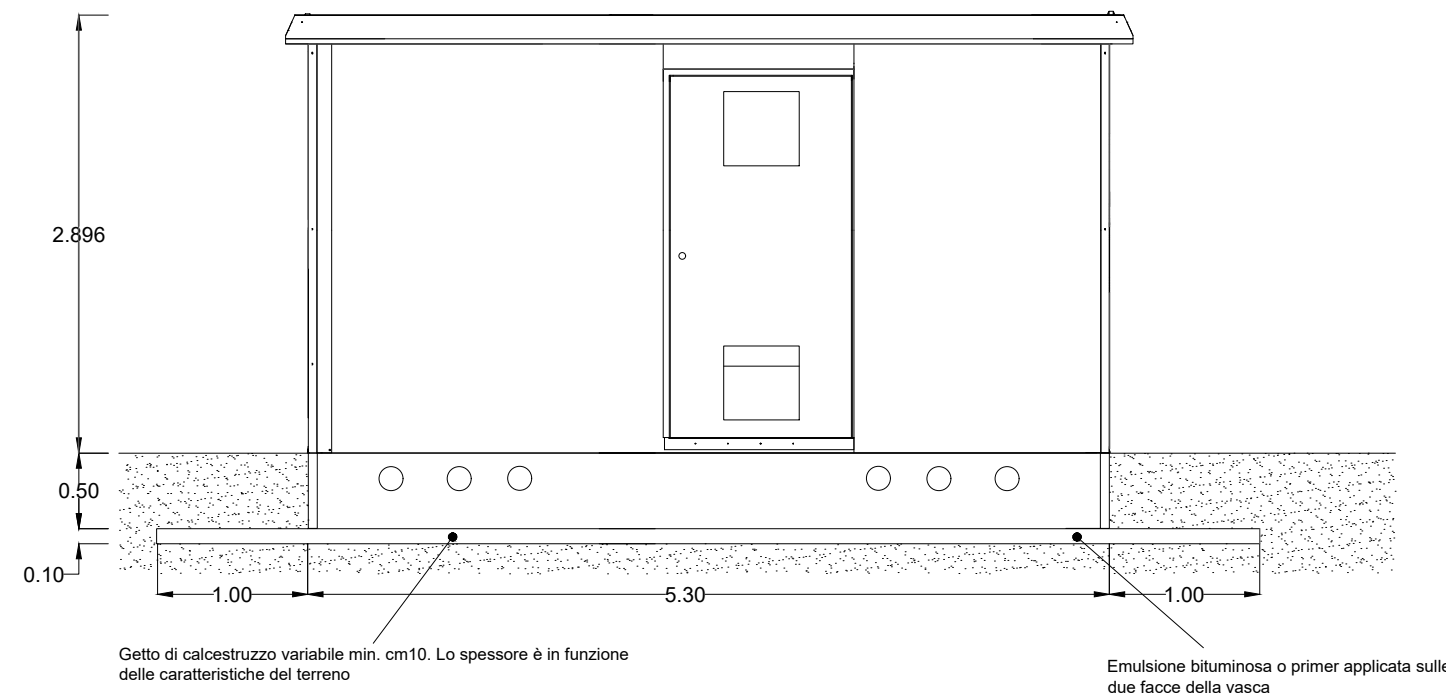 2.896
0.50
0.10
1.00
5.30
1.00
Getto di calcestruzzo variabile min. cm10. Lo spessore è in funzione
delle caratteristiche del terreno
Emulsione bituminosa o primer applicata sulle
due facce della vasca